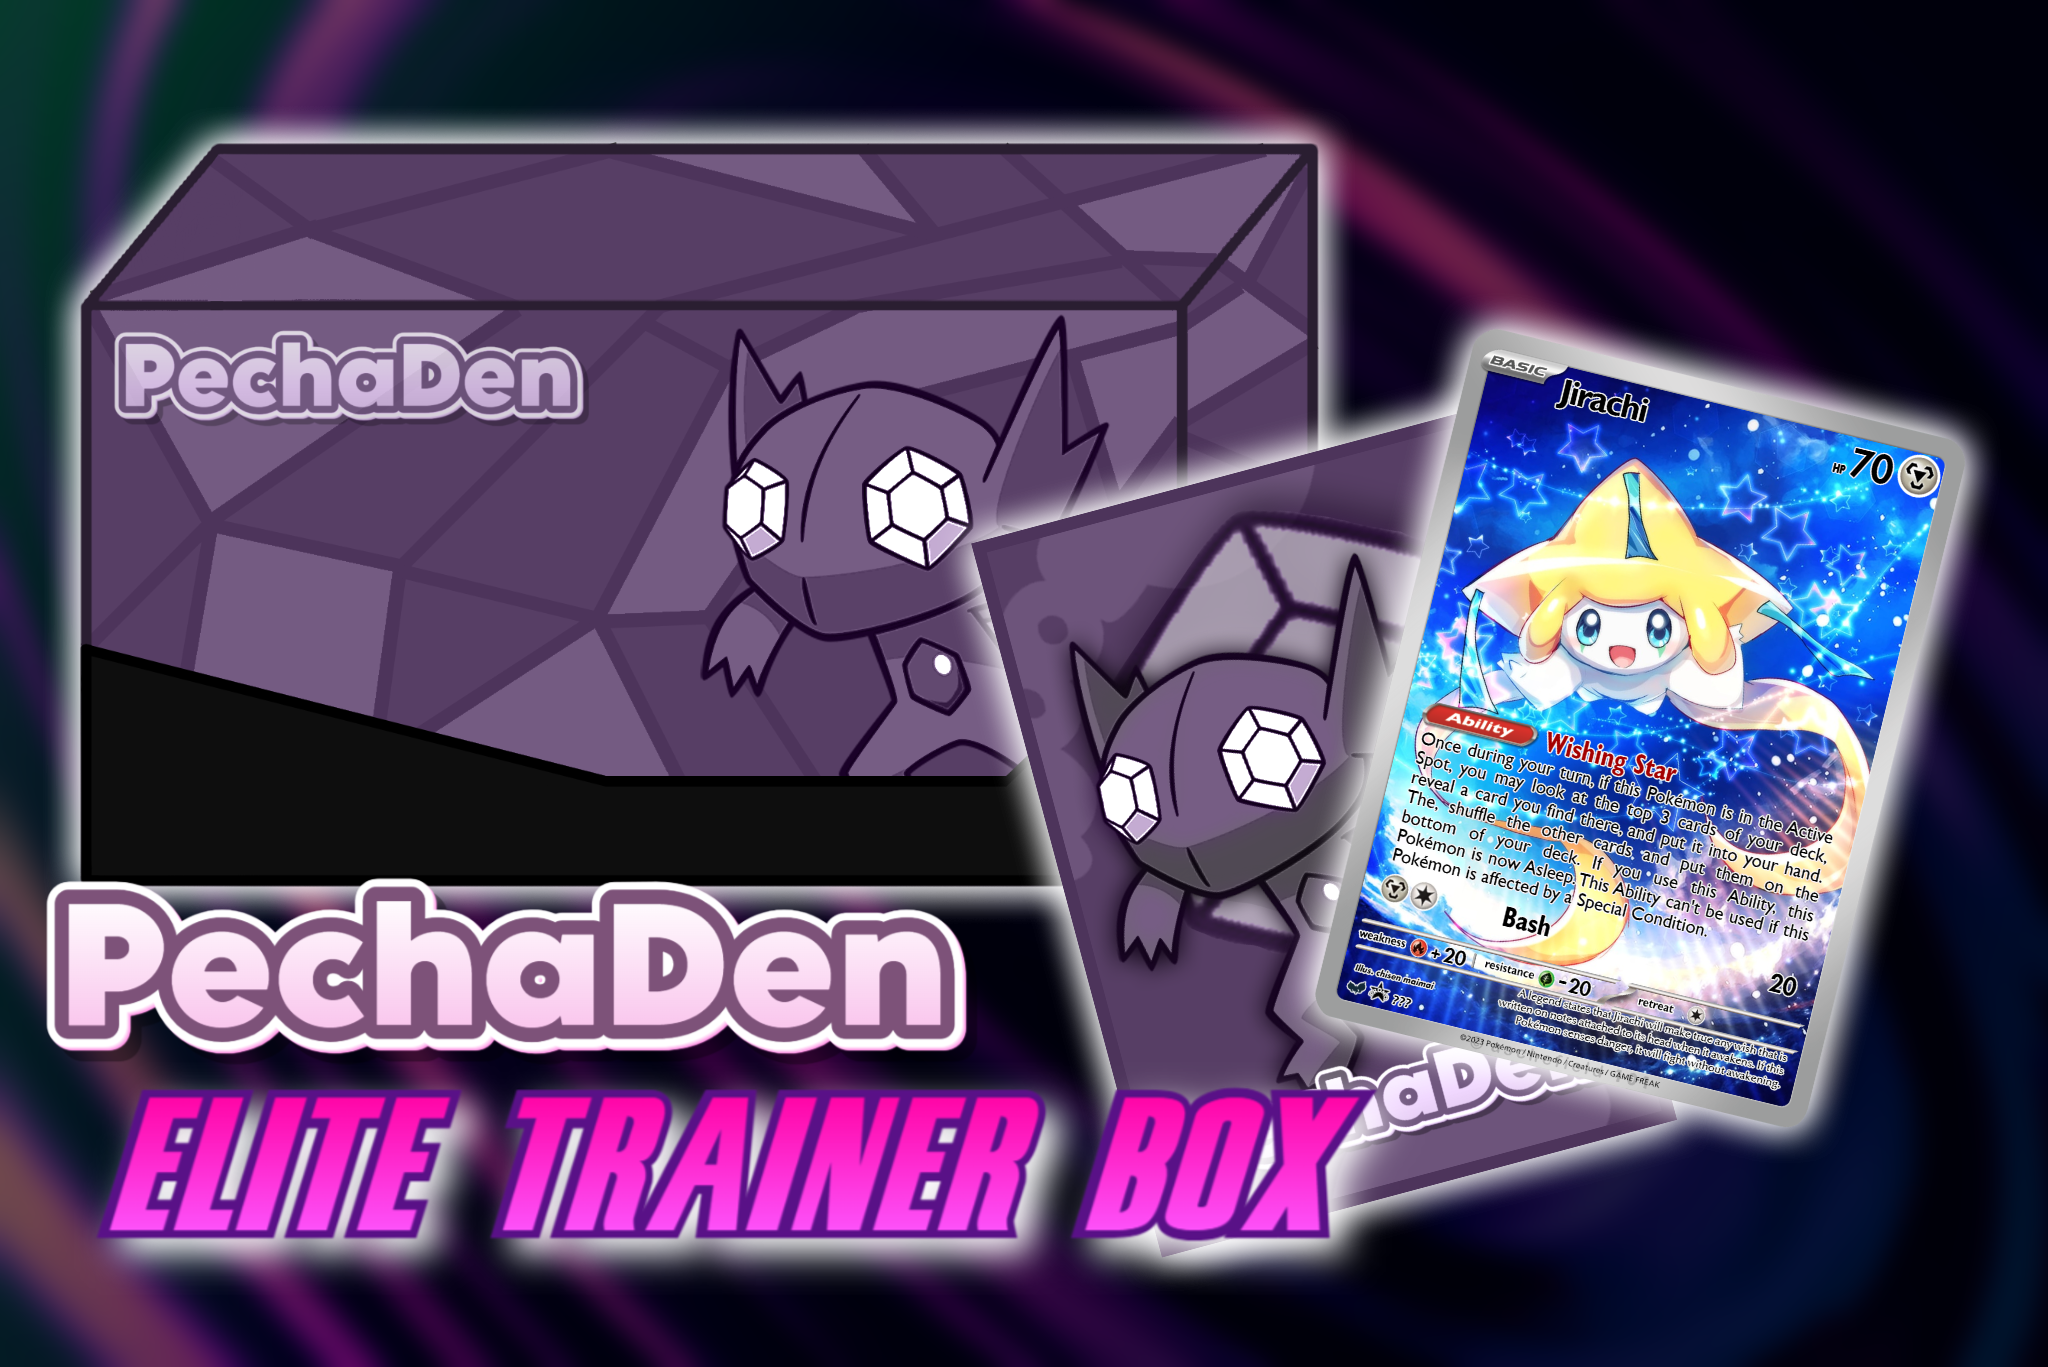 PechaDen
BASIC
Jirachi
HP 70
Ability Wishing Star
Once during your turn, if this Pokémon is in the Active
Spot, you may look at the top 3 cards of your deck,
reveal a card you find there, and put it into your hand.
The, shuffle the other cards and put them on the
bottom of your deck. If you use this Ability, this
Pokémon is now Asleep. This Ability can't be used if this
Pokémon is affected by a Special Condition.
Bash
20
weakness +20 resistance -20 retreat
Illus. chisen maimai
???
A legend states that Jirachi will make true any wish that is
written on notes attached to its head when it awakens. If this
Pokémon senses danger, it will fight without awakening.
©2023 Pokémon / Nintendo / Creatures / GAME FREAK
PechaDen
chaDen
ELITE TRAINER BOX